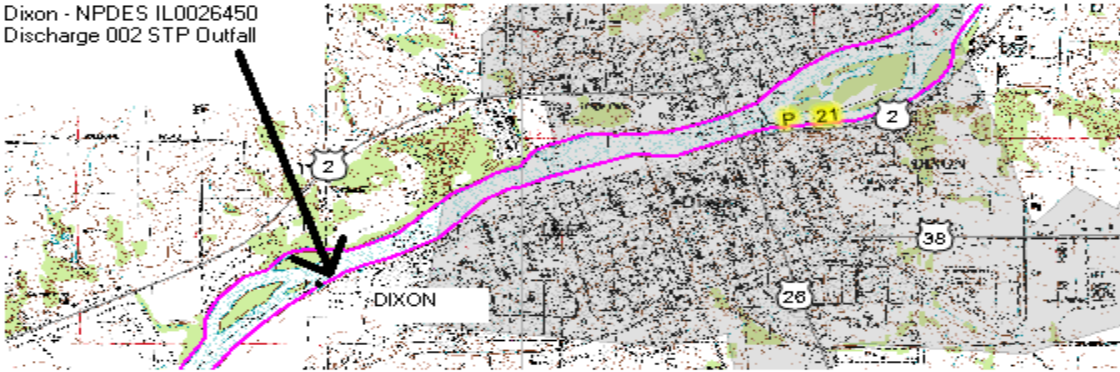 Dixon - NPDES IL0026450
Discharge 002 STP Outfall
P 21
2
2
DIXON
38
DIXON
26